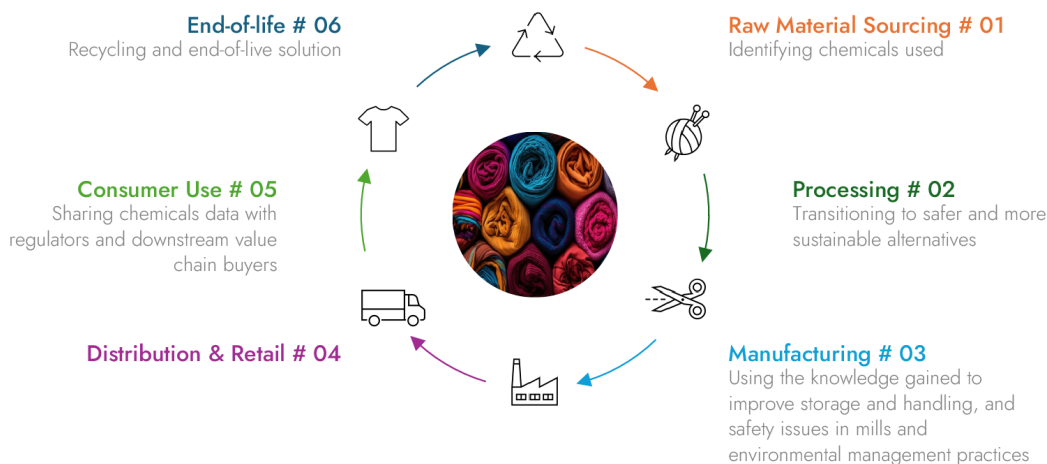 Raw Material Sourcing # 01
Identifying chemicals used
Processing # 02
Transitioning to safer and more
sustainable alternatives
Manufacturing # 03
Using the knowledge gained to
improve storage and handling, and
safety issues in mills and
environmental management practices
Distribution & Retail # 04
Consumer Use # 05
Sharing chemicals data with
regulators and downstream value
chain buyers
End-of-life # 06
Recycling and end-of-live solution